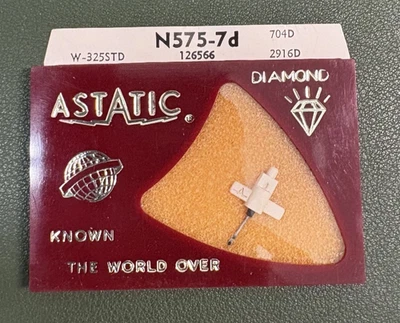 N575-7d 704D
W-325STD 126566 2916D
DIAMOND
ASTATIC ®
KNOWN
THE WORLD OVER